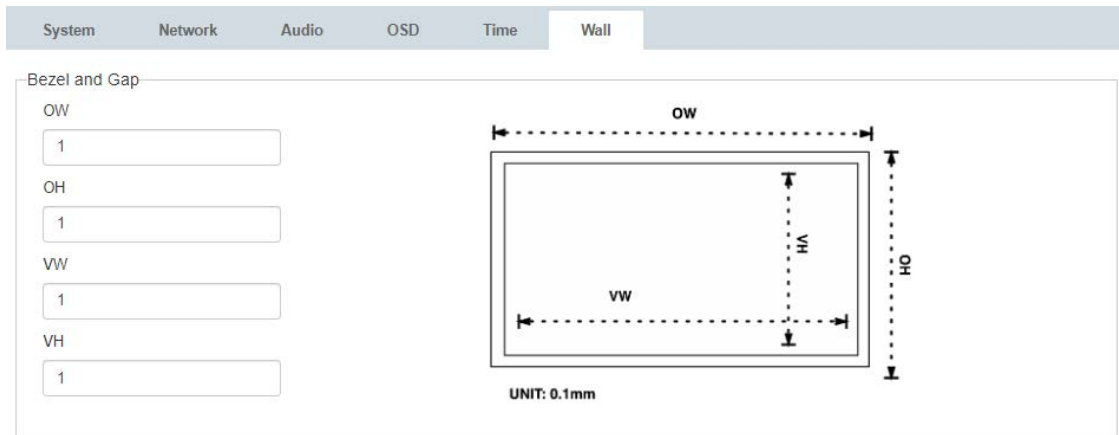 System Network Audio OSD Time Wall
Bezel and Gap
OW
1
OH
1
VW
1
VH
1
OW
VH
OH
VW
UNIT: 0.1mm